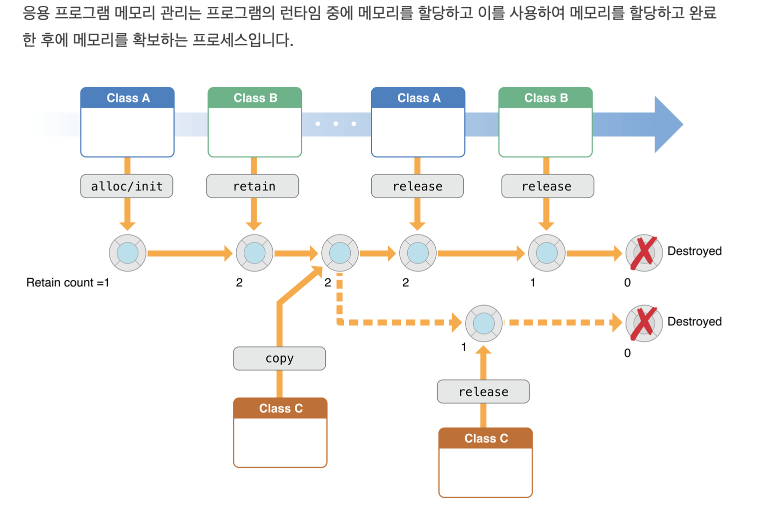 응용 프로그램 메모리 관리는 프로그램의 런타임 중에 메모리를 할당하고 이를 사용하여 메모리를 할당하고 완료
한 후에 메모리를 확보하는 프로세스입니다.
Class A
Class B
Class A
Class B
alloc/init
retain
release
release
Destroyed
Retain count =1
2
2
2
1
0
Destroyed
1
0
copy
release
Class C
Class C